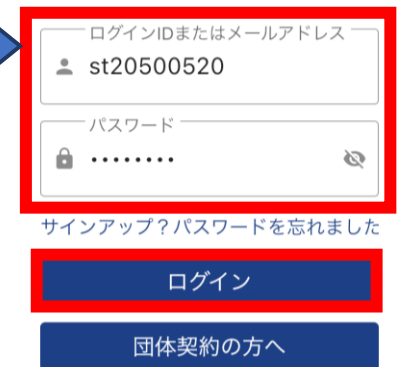 ログインIDまたはメールアドレス
st20500520
パスワード
••••••••
サインアップ？パスワードを忘れました
ログイン
団体契約の方へ